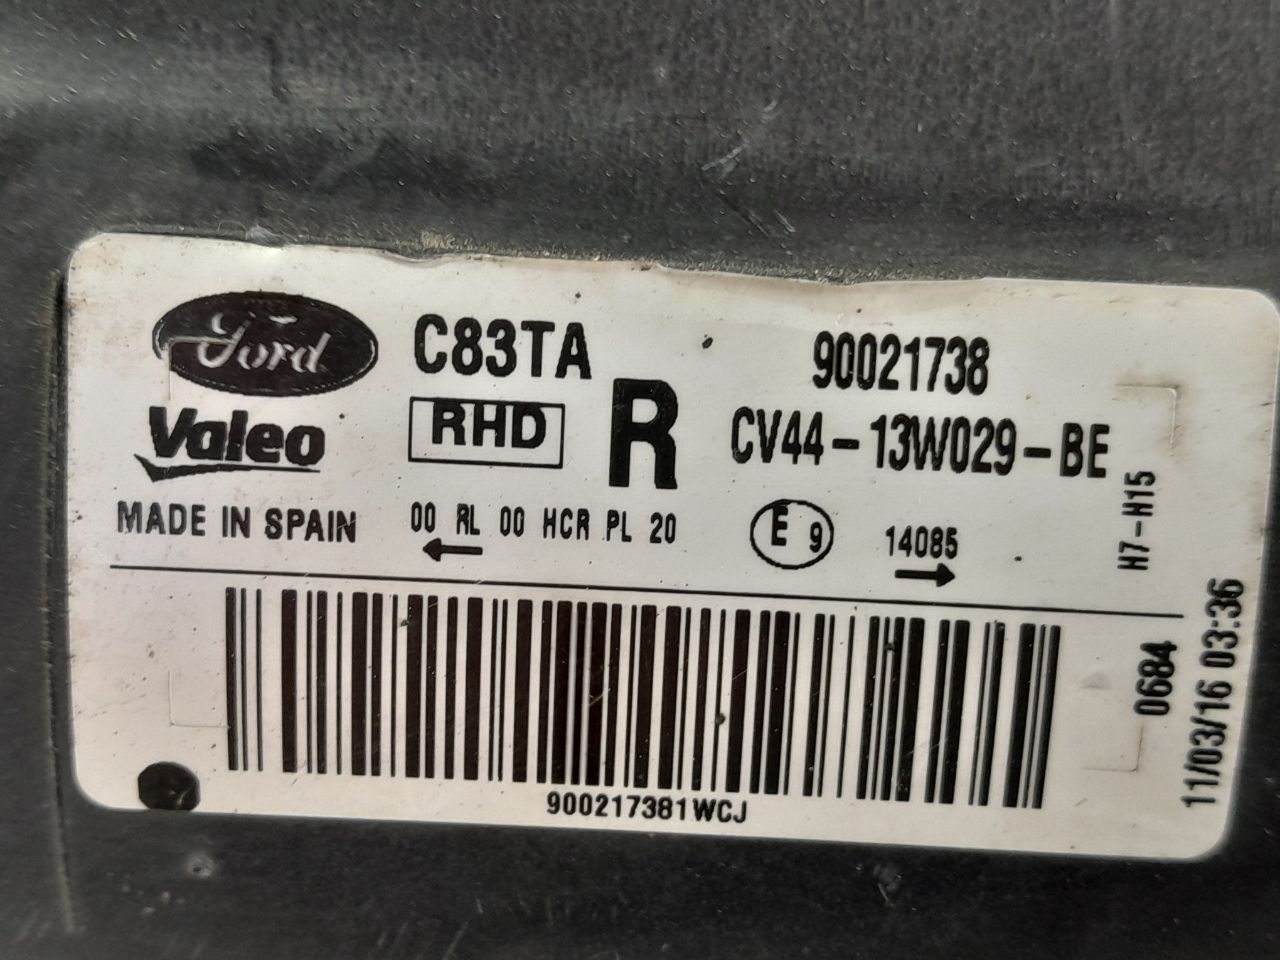 Ford
C83TA
90021738
Valeo
RHD
R
CV44-13W029-BE
MADE IN SPAIN
00 RL 00 HCR PL 20
E 9
14085
H7-H15
0684
11/03/16 03:36
900217381WCJ